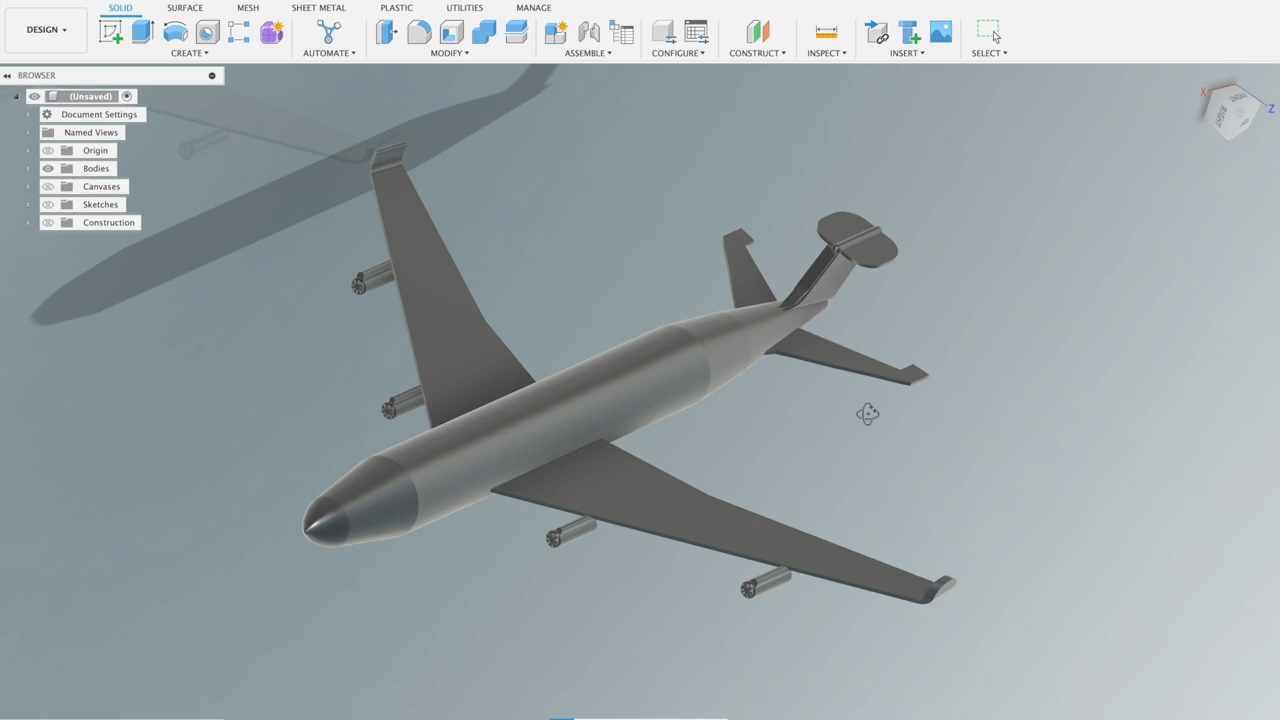 SOLID SURFACE MESH SHEET METAL PLASTIC UTILITIES MANAGE
DESIGN
CREATE AUTOMATE MODIFY ASSEMBLE CONFIGURE CONSTRUCT INSPECT INSERT SELECT
BROWSER
(Unsaved)
Document Settings
Named Views
Origin
Bodies
Canvases
Sketches
Construction
X
Z
RIGHT